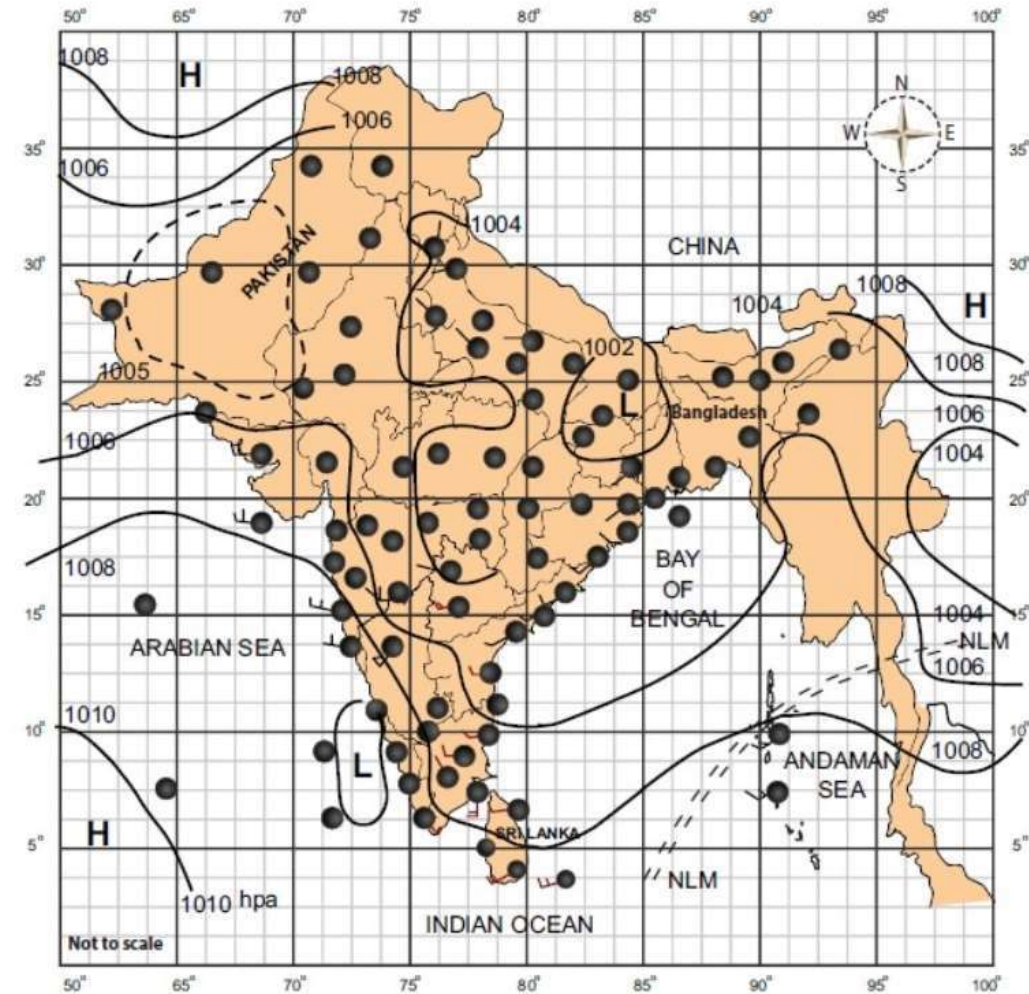 50° 65° 70° 75° 80° 85° 90° 95° 100°
1008
H
1008
1006
N
W E
S
35° 35°
1006
1004
CHINA
PAKISTAN
30° 30°
1008
H
1004
1002
1008
1005
25° 25°
L
Bangladesh
1006
1006
1004
20° 20°
BAY
OF
BENGAL
1008
15° 15°
ARABIAN SEA
1004
NLM
1006
1010
10° 10°
L
1008
ANDAMAN
SEA
H
5° 5°
SRI LANKA
1010 hpa
NLM
INDIAN OCEAN
Not to scale
50° 65° 70° 75° 80° 85° 90° 95° 100°